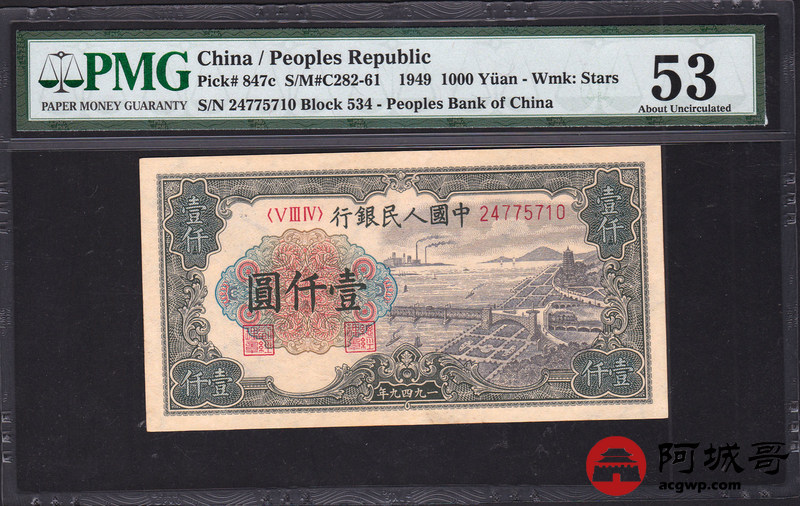 PMG
PAPER MONEY GUARANTY
China / Peoples Republic
Pick# 847c S/M#C282-61 1949 1000 Yüan - Wmk: Stars
S/N 24775710 Block 534 - Peoples Bank of China
53
About Uncirculated
壹仟
壹仟
〈VⅢⅣ〉 行銀民人國中 24775710
圓仟壹
仟壹
年九四九一
仟壹
阿城哥
acgwp.com